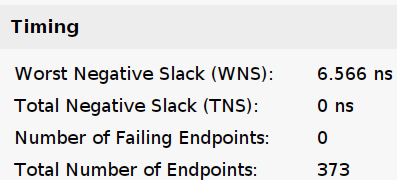 Timing
Worst Negative Slack (WNS): 6.566 ns
Total Negative Slack (TNS): 0 ns
Number of Failing Endpoints: 0
Total Number of Endpoints: 373